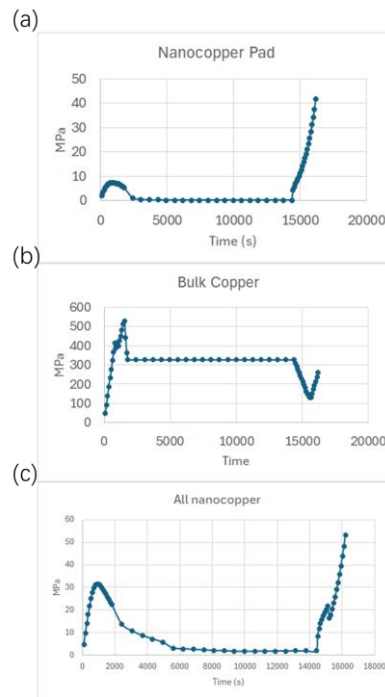 (a)
Nanocopper Pad
50
40
30
20
10
0
MPa
0 5000 10000 15000 20000
Time (s)
(b)
Bulk Copper
600
500
400
300
200
100
0
MPa
0 5000 10000 15000 20000
Time
(c)
All nanocopper
60
50
40
30
20
10
0
MPa
0 2000 4000 6000 8000 10000 12000 14000 16000 18000
Time (s)